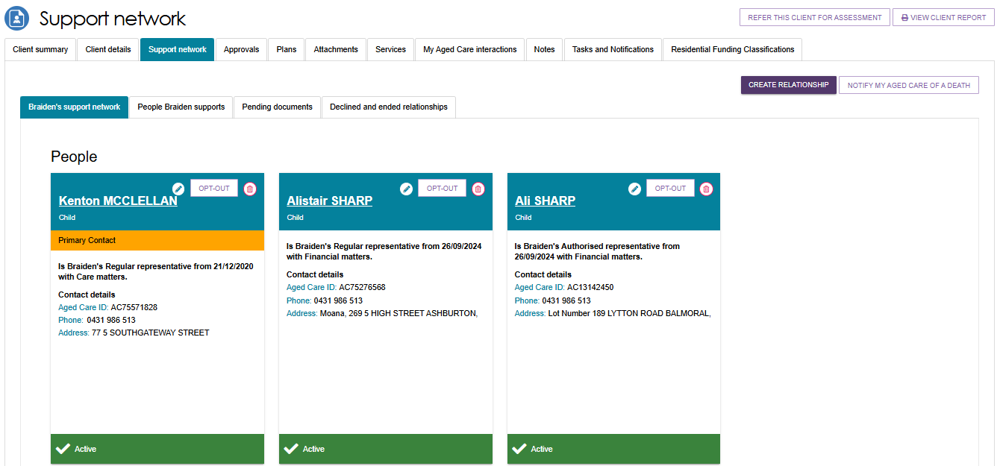 Support network
REFER THIS CLIENT FOR ASSESSMENT
VIEW CLIENT REPORT
Client summary
Client details
Support network
Approvals
Plans
Attachments
Services
My Aged Care interactions
Notes
Tasks and Notifications
Residential Funding Classifications
CREATE RELATIONSHIP
NOTIFY MY AGED CARE OF A DEATH
Braiden's support network
People Braiden supports
Pending documents
Declined and ended relationships
People
OPT-OUT
Kenton MCCLELLAN
Child
Primary Contact
Is Braiden's Regular representative from 21/12/2020
with Care matters.
Contact details
Aged Care ID: AC75571828
Phone: 0431 986 513
Address: 77 5 SOUTHGATEWAY STREET
Active
OPT-OUT
Alistair SHARP
Child
Is Braiden's Regular representative from 26/09/2024
with Financial matters.
Contact details
Aged Care ID: AC75276568
Phone: 0431 986 513
Address: Moana, 269 5 HIGH STREET ASHBURTON,
Active
OPT-OUT
Ali SHARP
Child
Is Braiden's Authorised representative from
26/09/2024 with Financial matters.
Contact details
Aged Care ID: AC13142450
Phone: 0431 986 513
Address: Lot Number 189 LYTTON ROAD BALMORAL,
Active